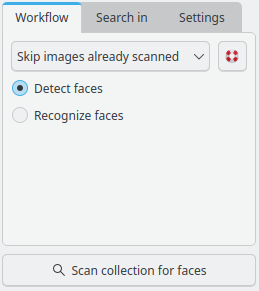 Workflow Search in Settings
Skip images already scanned
Detect faces
Recognize faces
Scan collection for faces